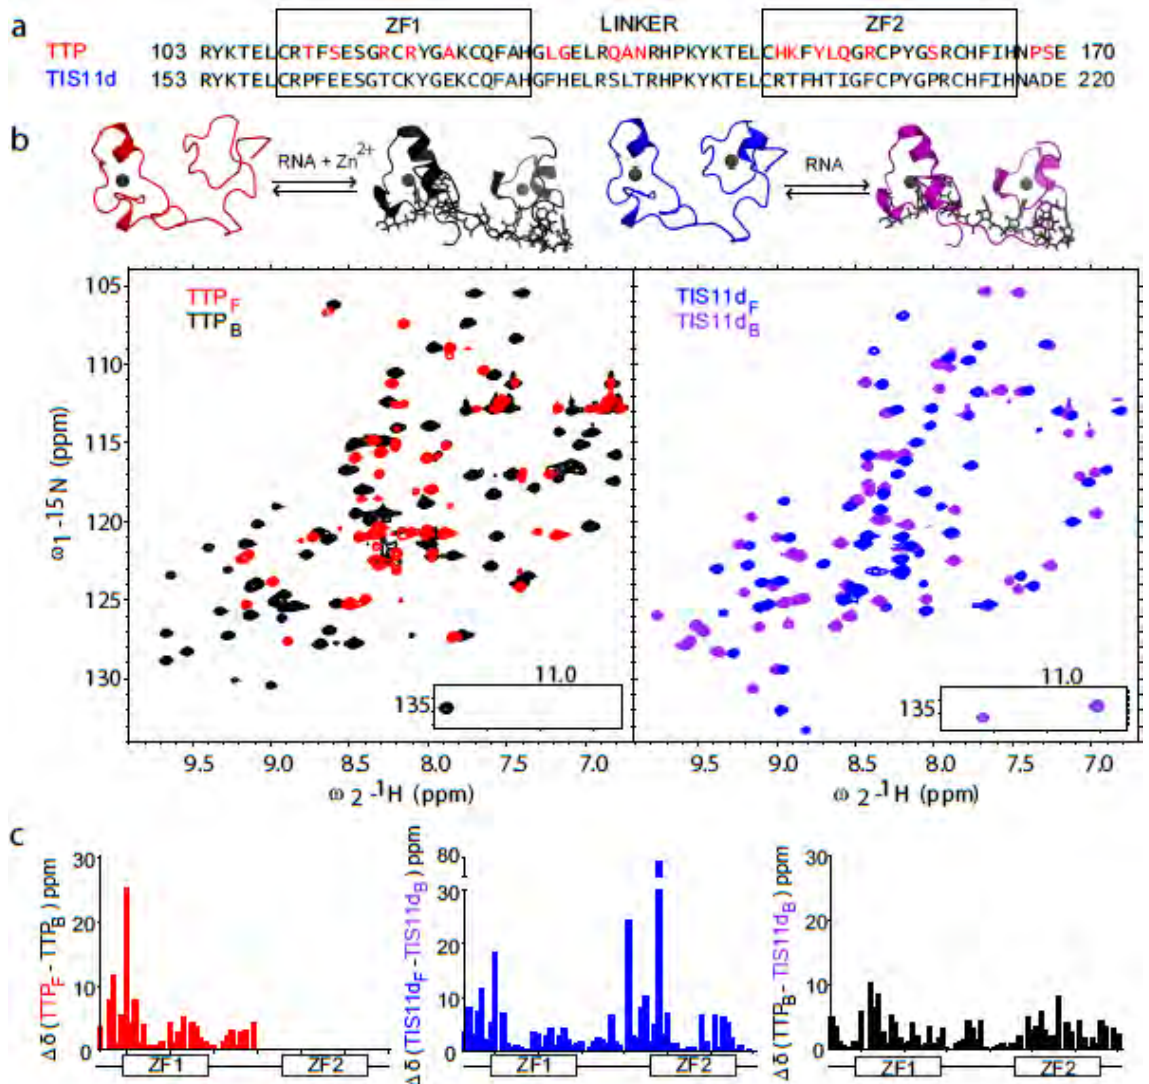 a
ZF1 LINKER ZF2
TTP 103 RYKTELCRTFSESGRCRYGAKCQFAHGLGELRQANRHPKYKTELCHKFYLQGRCPYGSRCHFIHNPSE 170
TIS11d 153 RYKTELCRPFEESGTCKYGEKCQFAHGFHELRSLTRHPKYKTELCRTFHTIGFCPYGPRCHFIHNADE 220
b
RNA + Zn2+ RNA
TTPF
TTPB
TIS11dF
TIS11dB
105
110
115
120
125
130
ω1 -15 N (ppm)
11.0
135
11.0
135
9.5 9.0 8.5 8.0 7.5 7.0 9.5 9.0 8.5 8.0 7.5 7.0
ω 2 -1H (ppm) ω 2 -1H (ppm)
c
Δδ (TTPF - TTPB) ppm
30
20
10
0
ZF1 ZF2
Δδ (TIS11dF - TIS11dB) ppm
80
30
20
10
0
ZF1 ZF2
Δδ (TTPB - TIS11dB) ppm
30
20
10
0
ZF1 ZF2